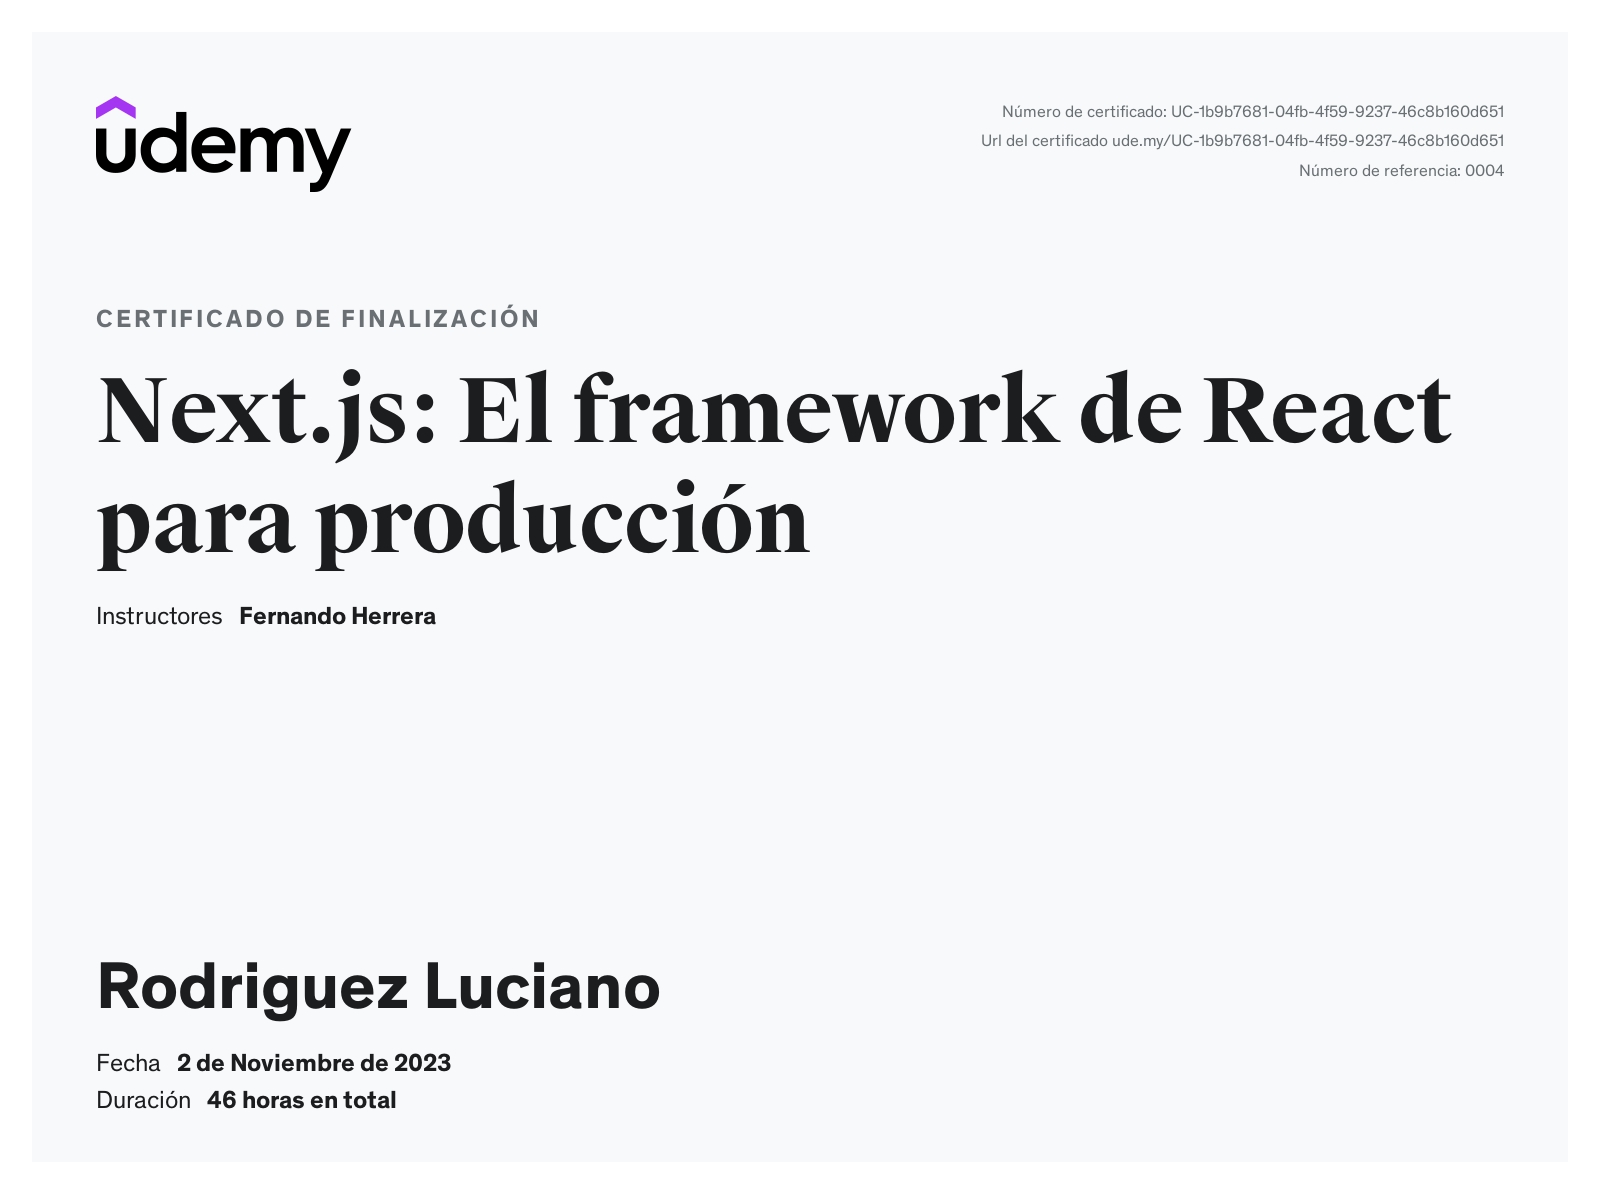 udemy
Número de certificado: UC-1b9b7681-04fb-4f59-9237-46c8b160d651
Url del certificado ude.my/UC-1b9b7681-04fb-4f59-9237-46c8b160d651
Número de referencia: 0004
CERTIFICADO DE FINALIZACIÓN
Next.js: El framework de React
para producción
Instructores Fernando Herrera
Rodriguez Luciano
Fecha 2 de Noviembre de 2023
Duración 46 horas en total